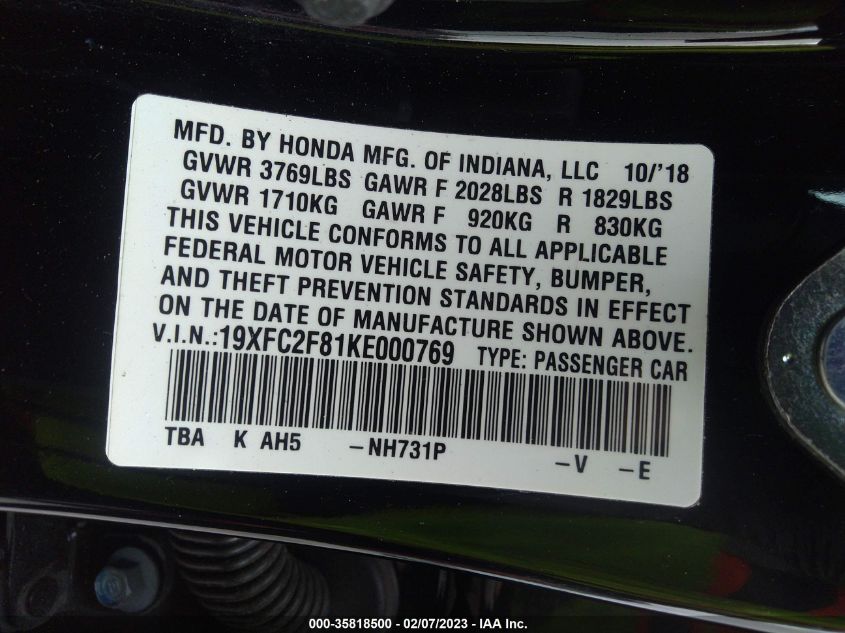 MFD. BY HONDA MFG. OF INDIANA, LLC 10/'18
GVWR 3769LBS GAWR F 2028LBS R 1829LBS
GVWR 1710KG GAWR F 920KG R 830KG
THIS VEHICLE CONFORMS TO ALL APPLICABLE
FEDERAL MOTOR VEHICLE SAFETY, BUMPER,
AND THEFT PREVENTION STANDARDS IN EFFECT
ON THE DATE OF MANUFACTURE SHOWN ABOVE.
V.I.N.:19XFC2F81KE000769 TYPE: PASSENGER CAR
TBA K AH5 –NH731P –V –E
000-35818500 - 02/07/2023 - IAA Inc.